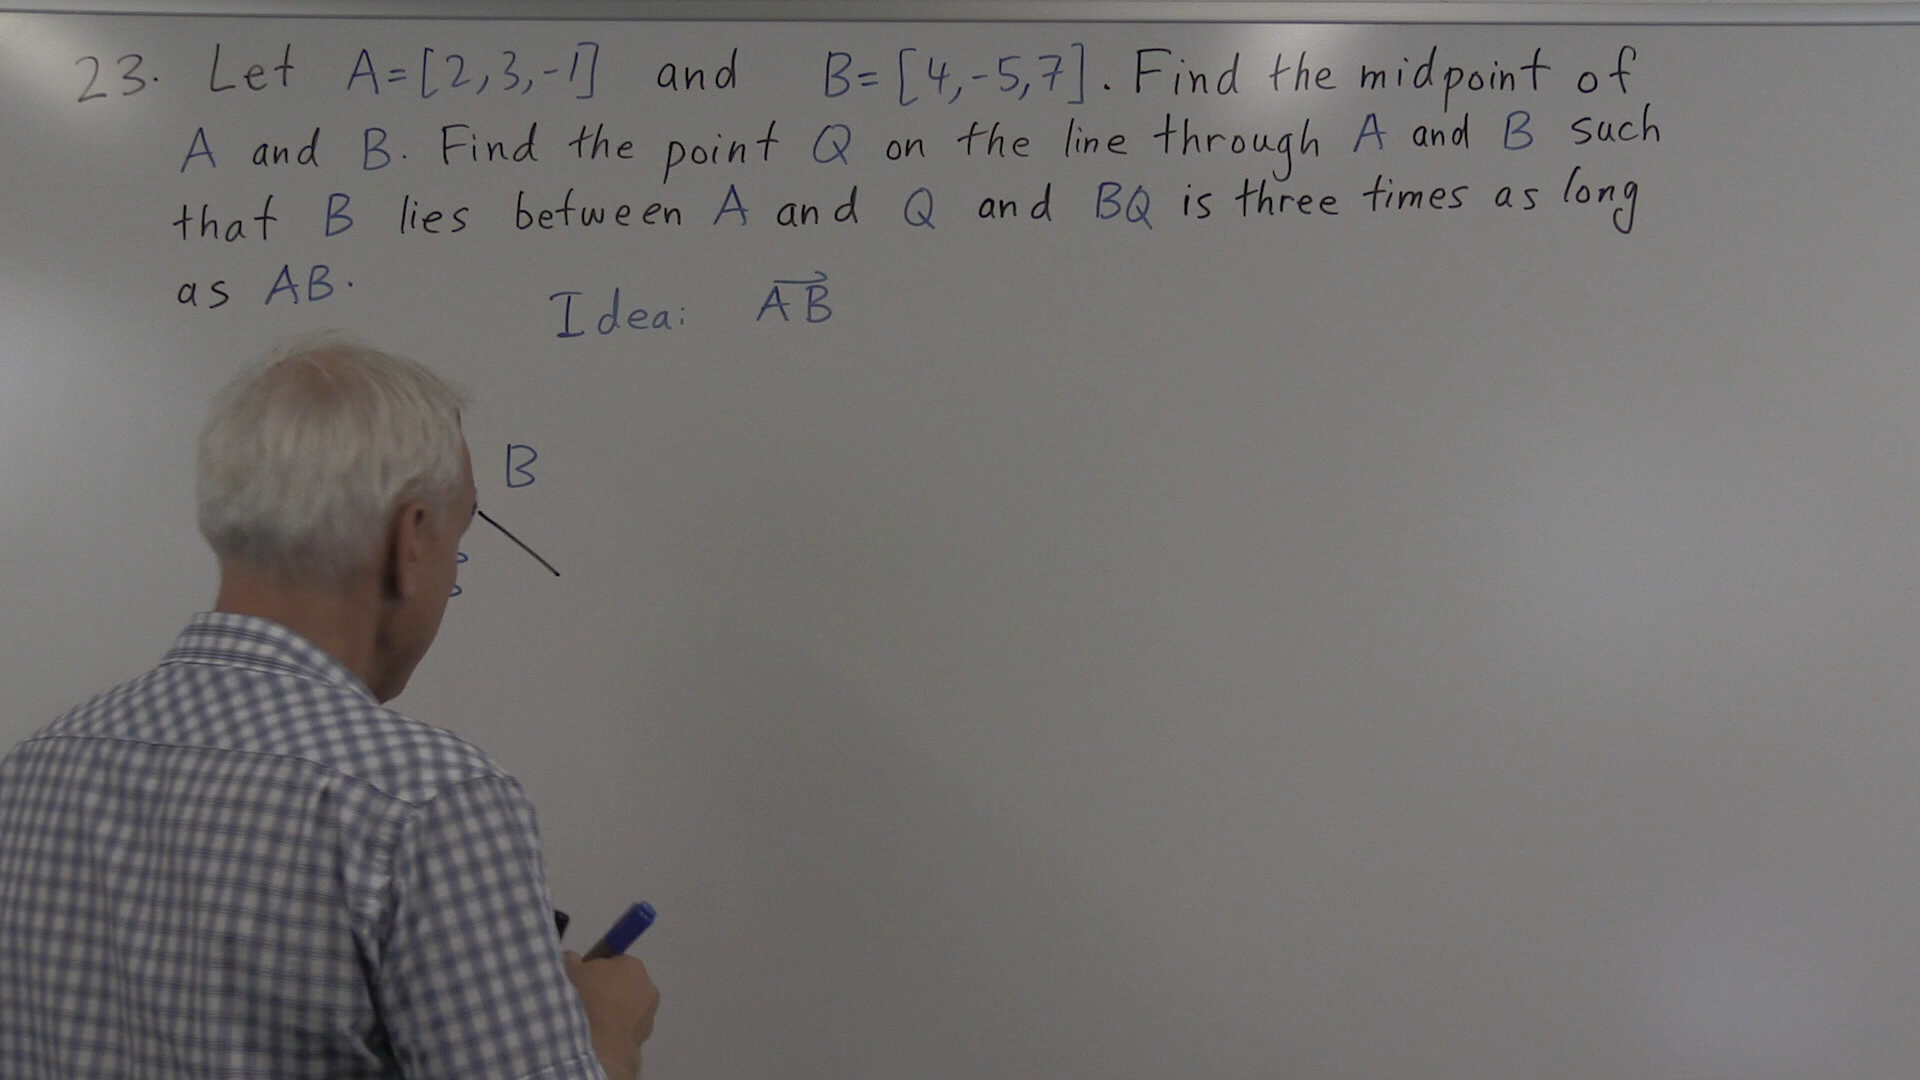 23. Let A=[2,3,-1] and B=[4,-5,7]. Find the midpoint of
A and B. Find the point Q on the line through A and B such
that B lies between A and Q and BQ is three times as long
as AB.
Idea: AB
B